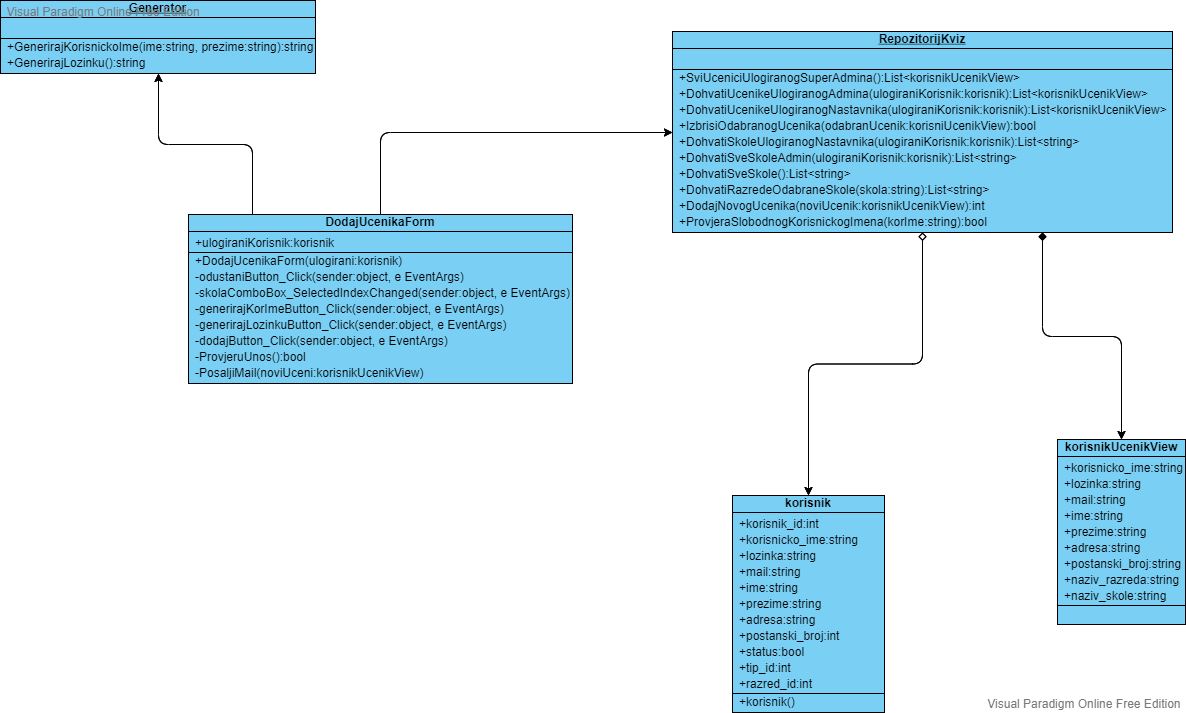 Generator
Visual Paradigm Online Free Edition
+GenerirajKorisnickoIme(ime:string, prezime:string):string
+GenerirajLozinku():string
RepozitorijKviz
+SviUceniciUlogiranogSuperAdmina():List<korisnikUcenikView>
+DohvatiUcenikeUlogiranogAdmina(ulogiraniKorisnik:korisnik):List<korisnikUcenikView>
+DohvatiUcenikeUlogiranogNastavnika(ulogiraniKorisnik:korisnik):List<korisnikUcenikView>
+IzbrisiOdabranogUcenika(odabranUcenik:korisniUcenikView):bool
+DohvatiSkoleUlogiranogNastavnika(ulogiraniKorisnik:korisnik):List<string>
+DohvatiSveSkoleAdmin(ulogiraniKorisnik:korisnik):List<string>
+DohvatiSveSkole():List<string>
+DohvatiRazredeOdabraneSkole(skola:string):List<string>
+DodajNovogUcenika(noviUcenik:korisnikUcenikView):int
+ProvjeraSlobodnogKorisnickogImena(korIme:string):bool
DodajUcenikaForm
+ulogiraniKorisnik:korisnik
+DodajUcenikaForm(ulogirani:korisnik)
-odustaniButton_Click(sender:object, e EventArgs)
-skolaComboBox_SelectedIndexChanged(sender:object, e EventArgs)
-generirajKorImeButton_Click(sender:object, e EventArgs)
-generirajLozinkuButton_Click(sender:object, e EventArgs)
-dodajButton_Click(sender:object, e EventArgs)
-ProvjeruUnos():bool
-PosaljiMail(noviUceni:korisnikUcenikView)
korisnikUcenikView
+korisnicko_ime:string
+lozinka:string
+mail:string
+ime:string
+prezime:string
+adresa:string
+postanski_broj:string
+naziv_razreda:string
+naziv_skole:string
korisnik
+korisnik_id:int
+korisnicko_ime:string
+lozinka:string
+mail:string
+ime:string
+prezime:string
+adresa:string
+postanski_broj:int
+status:bool
+tip_id:int
+razred_id:int
+korisnik()
Visual Paradigm Online Free Edition